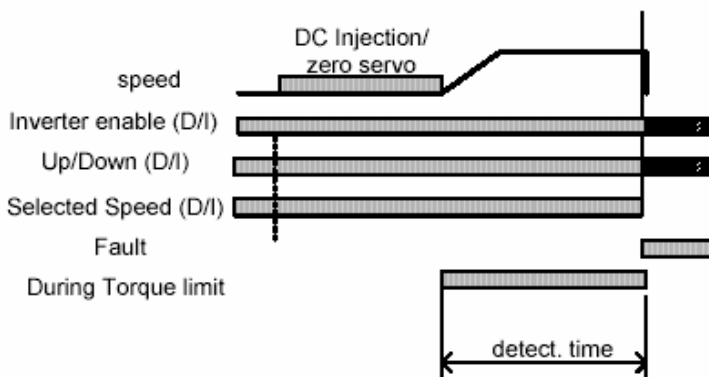 DC Injection/
zero servo
speed
Inverter enable (D/I)
Up/Down (D/I)
Selected Speed (D/I)
Fault
During Torque limit
detect. time